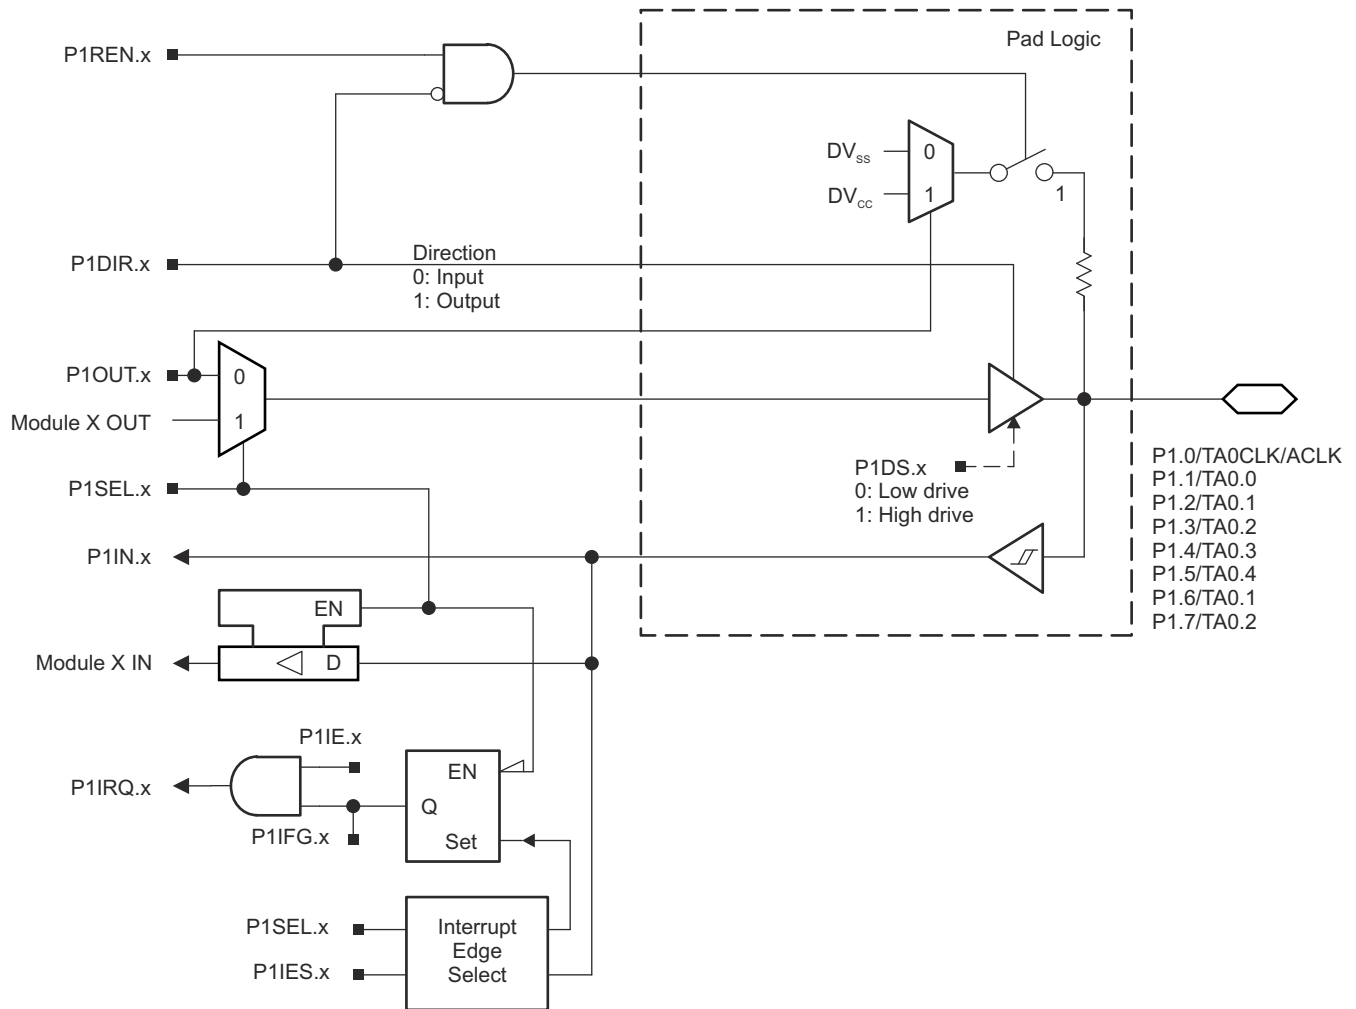 Pad Logic
P1REN.x
DVSS
0
DVCC
1
1
P1DIR.x
Direction
0: Input
1: Output
P1OUT.x
0
Module X OUT
1
P1SEL.x
P1DS.x
0: Low drive
1: High drive
P1.0/TA0CLK/ACLK
P1.1/TA0.0
P1.2/TA0.1
P1.3/TA0.2
P1.4/TA0.3
P1.5/TA0.4
P1.6/TA0.1
P1.7/TA0.2
P1IN.x
EN
Module X IN
D
P1IE.x
EN
P1IRQ.x
Q
P1IFG.x
Set
P1SEL.x
P1IES.x
Interrupt
Edge
Select